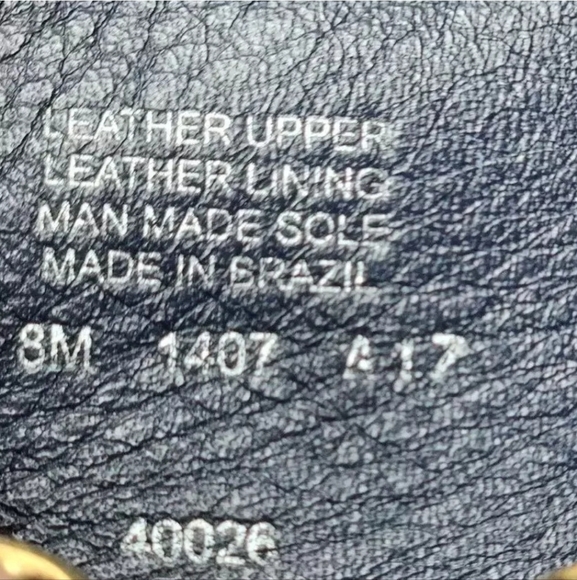 LEATHER UPPER
LEATHER LINING
MAN MADE SOLE
MADE IN BRAZIL
8M 1407 A17
40026